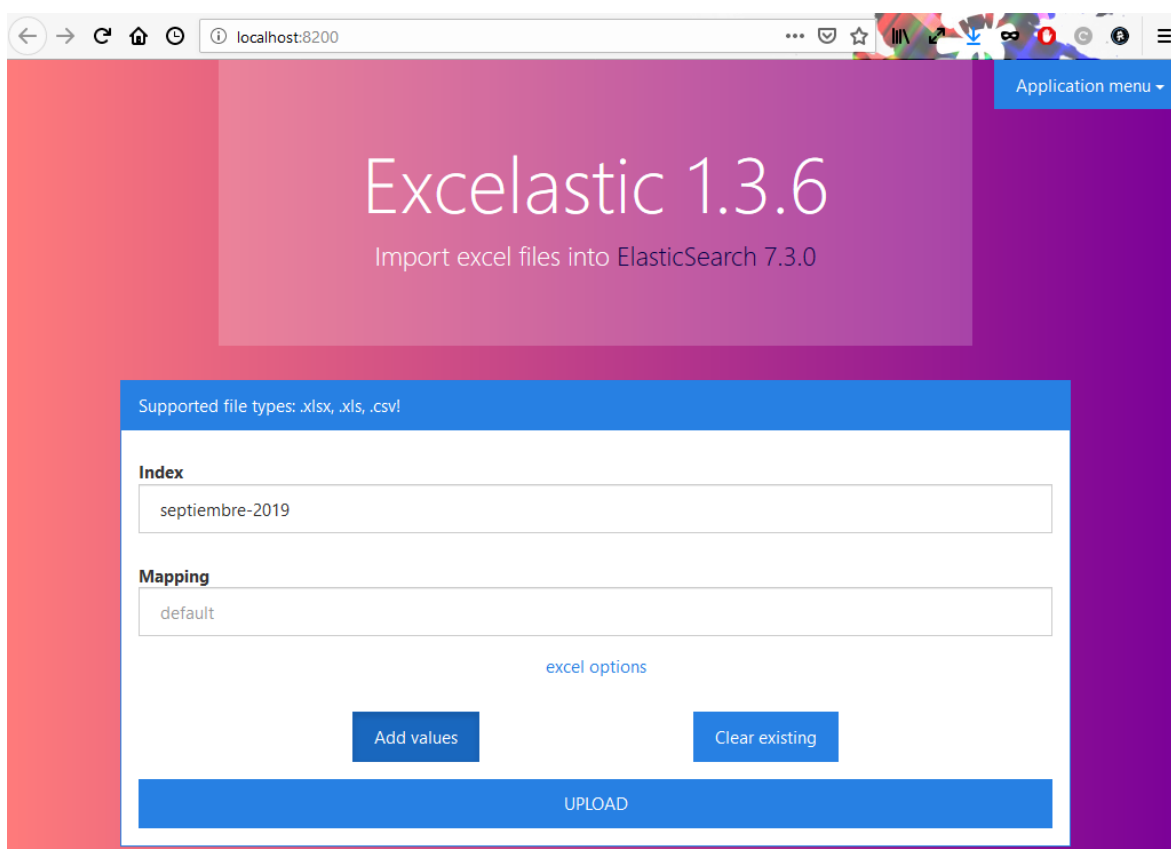 localhost:8200
Application menu
Excelastic 1.3.6
Import excel files into ElasticSearch 7.3.0
Supported file types: .xlsx, .xls, .csv!
Index
septiembre-2019
Mapping
default
excel options
Add values
Clear existing
UPLOAD